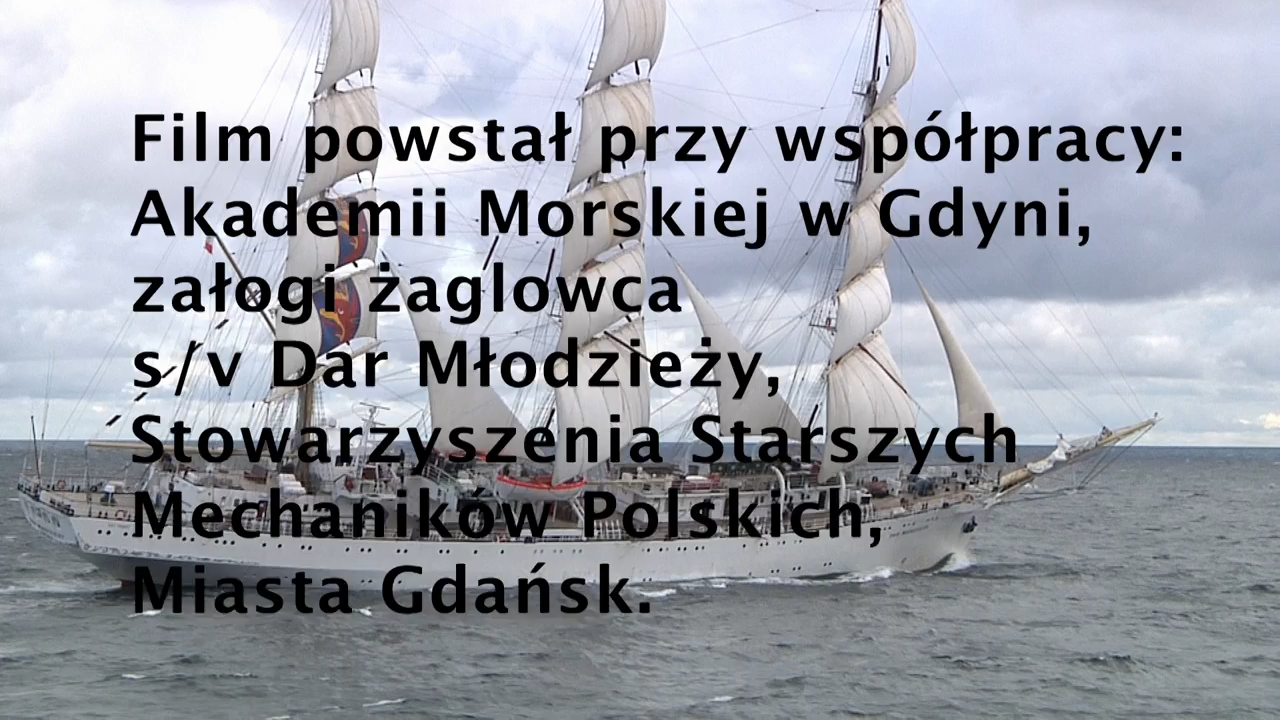 Film powstał przy współpracy:
Akademii Morskiej w Gdyni,
załogi żaglowca
s/v Dar Młodzieży,
Stowarzyszenia Starszych
Mechaników Polskich,
Miasta Gdańsk.